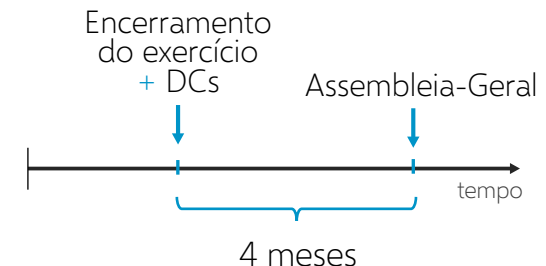 Encerramento
do exercício
+ DCs
Assembleia-Geral
tempo
4 meses